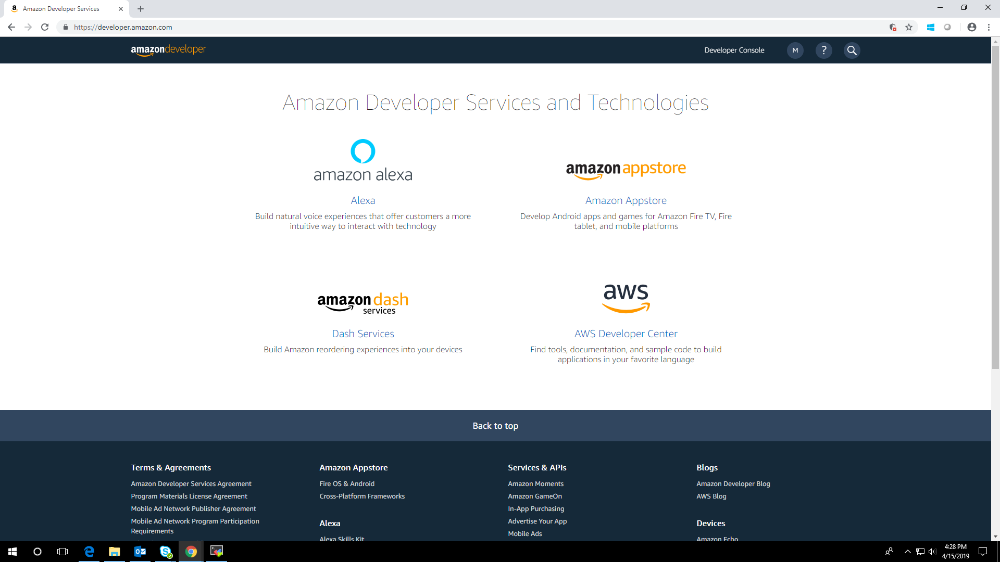 Amazon Developer Services
https://developer.amazon.com
amazondeveloper
Developer Console
M
?
Amazon Developer Services and Technologies
amazon alexa
Alexa
Build natural voice experiences that offer customers a more
intuitive way to interact with technology
amazon appstore
Amazon Appstore
Develop Android apps and games for Amazon Fire TV, Fire
tablet, and mobile platforms
amazon dash
services
Dash Services
Build Amazon reordering experiences into your devices
aws
AWS Developer Center
Find tools, documentation, and sample code to build
applications in your favorite language
Back to top
Terms & Agreements
Amazon Developer Services Agreement
Program Materials License Agreement
Mobile Ad Network Publisher Agreement
Mobile Ad Network Program Participation
Requirements
Amazon Appstore
Fire OS & Android
Cross-Platform Frameworks
Alexa
Alexa Skills Kit
Services & APIs
Amazon Moments
Amazon GameOn
In-App Purchasing
Advertise Your App
Mobile Ads
Blogs
Amazon Developer Blog
AWS Blog
Devices
Amazon Echo
4:28 PM
4/15/2019